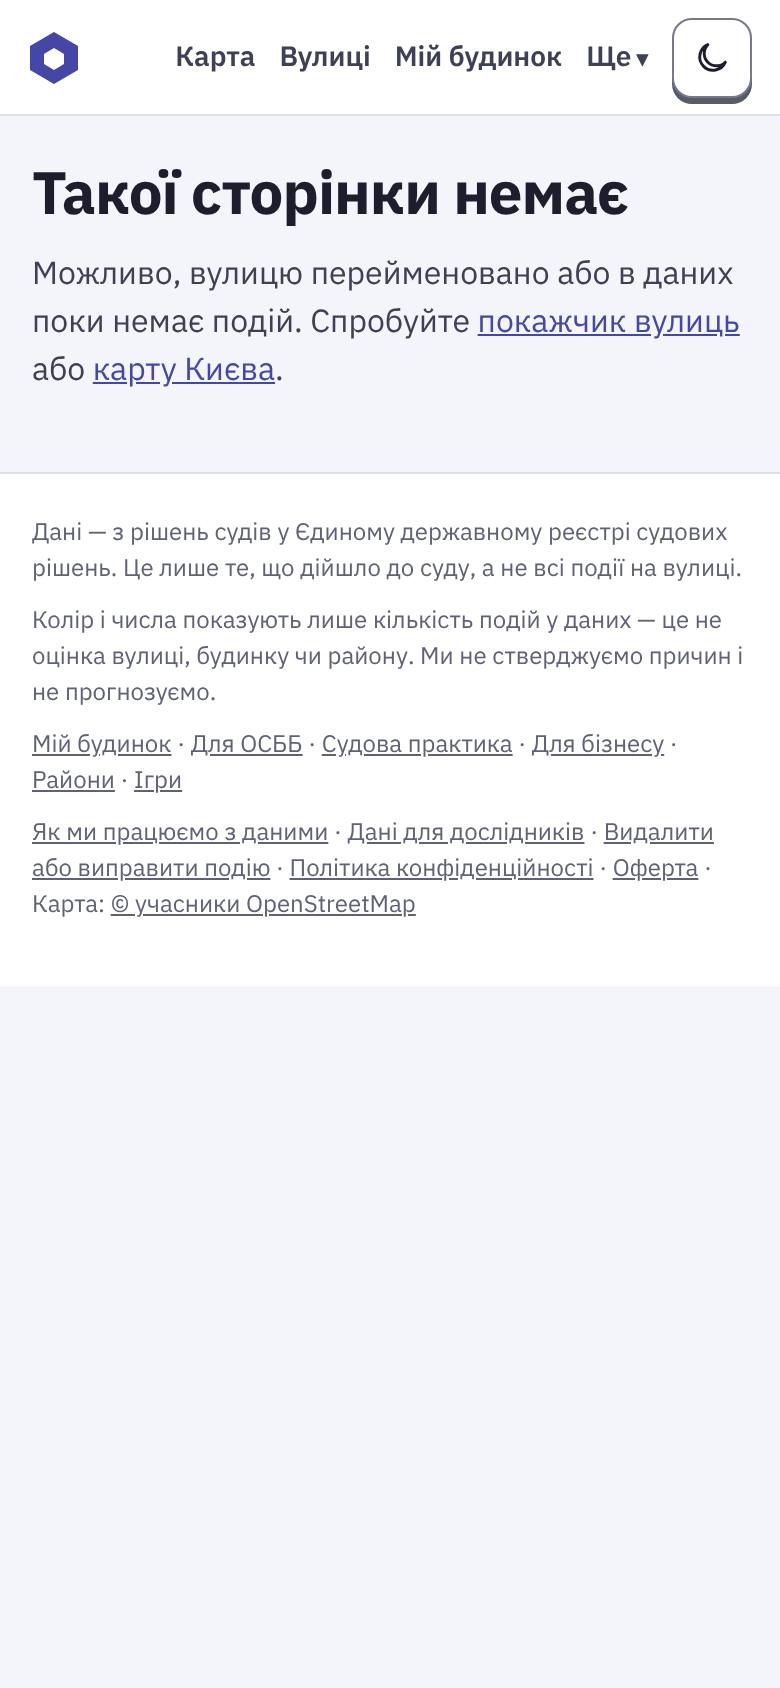 Карта Вулиці Мій будинок Ще ▾
Такої сторінки немає
Можливо, вулицю перейменовано або в даних
поки немає подій. Спробуйте покажчик вулиць
або карту Києва.
Дані — з рішень судів у Єдиному державному реєстрі судових
рішень. Це лише те, що дійшло до суду, а не всі події на вулиці.
Колір і числа показують лише кількість подій у даних — це не
оцінка вулиці, будинку чи району. Ми не стверджуємо причин і
не прогнозуємо.
Мій будинок · Для ОСББ · Судова практика · Для бізнесу ·
Райони · Ігри
Як ми працюємо з даними · Дані для дослідників · Видалити
або виправити подію · Політика конфіденційності · Оферта ·
Карта: © учасники OpenStreetMap